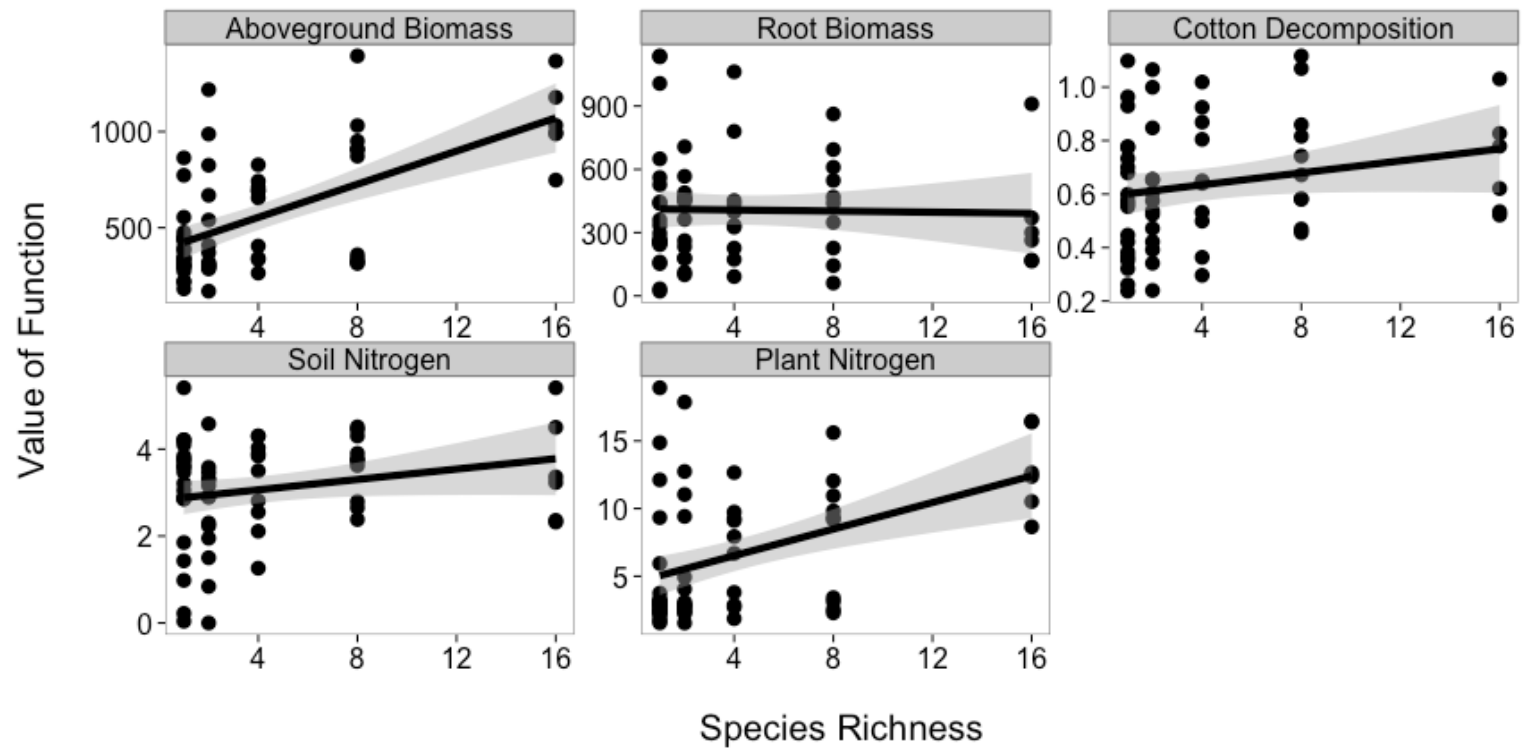 Aboveground Biomass
Root Biomass
Cotton Decomposition
1000
500
4 8 12 16
900
600
300
0
4 8 12 16
1.0
0.8
0.6
0.4
0.2
4 8 12 16
Value of Function
Soil Nitrogen
Plant Nitrogen
4
2
0
4 8 12 16
15
10
5
4 8 12 16
Species Richness